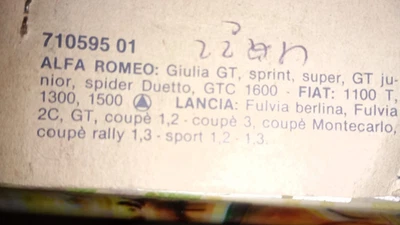 710595 01
ALFA ROMEO: Giulia GT, sprint, super, GT ju-
nior, spider Duetto, GTC 1600 - FIAT: 1100 T,
1300, 1500 LANCIA: Fulvia berlina, Fulvia
2C, GT, coupè 1,2 - coupè 3, coupè Montecarlo,
coupè rally 1,3 - sport 1,2 - 1,3.